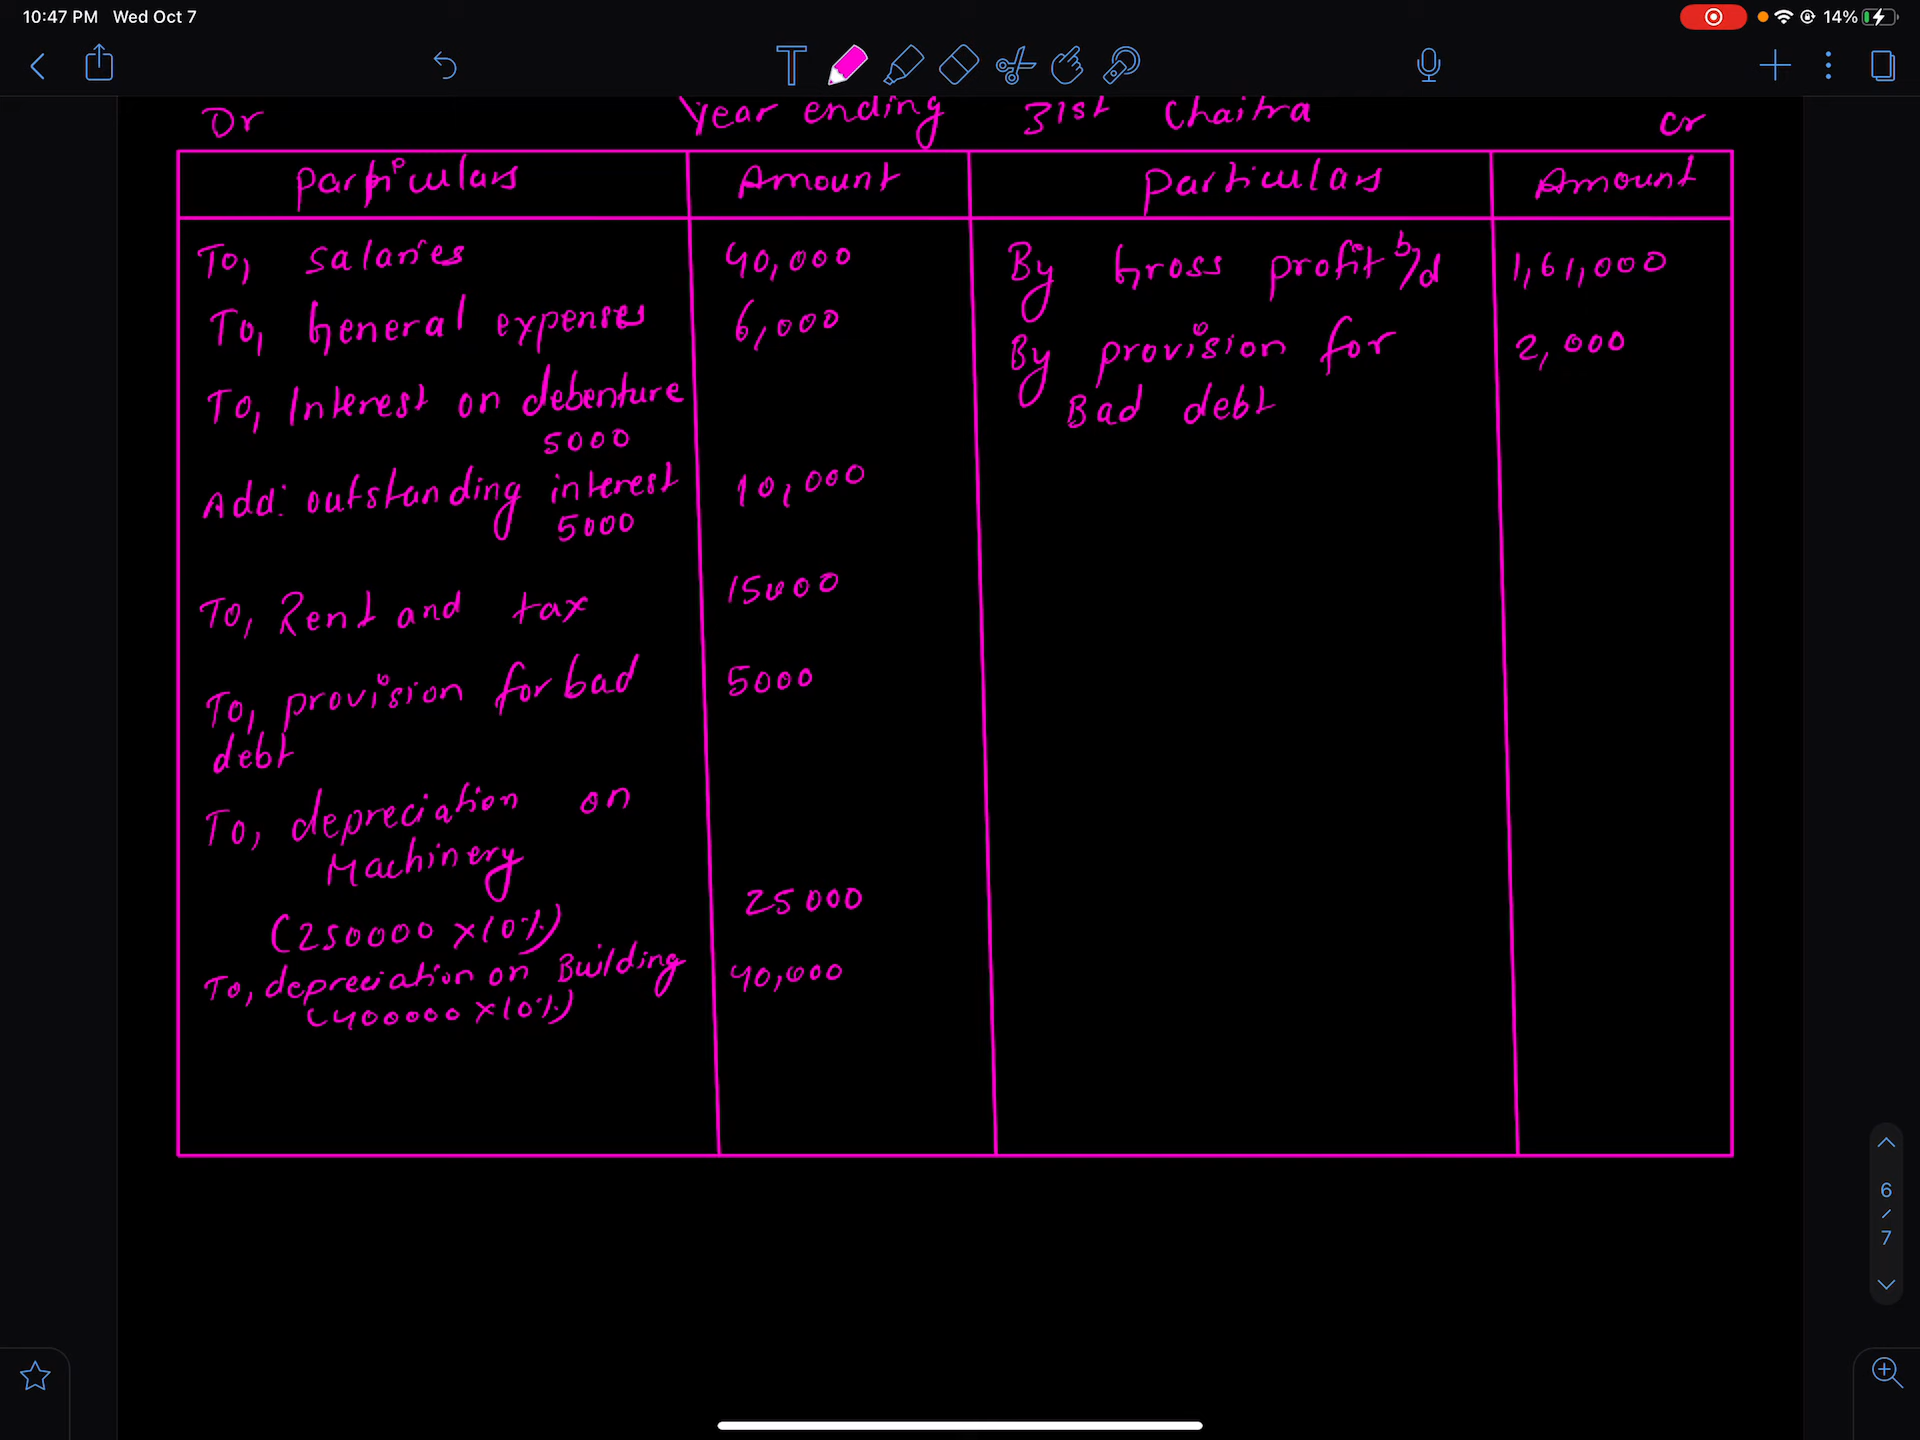 10:47 PM Wed Oct 7
14%
Dr Year ending 31st Chaitra Cr
Particulars Amount Particulars Amount
To, salaries 40,000 By Gross profit b/d 1,61,000
To, General expenses 6,000 By provision for 2,000
Bad debt
To, Interest on debenture
5000
Add: outstanding interest 10,000
5000
To, Rent and tax 15000
To, provision for bad 5000
debt
To, depreciation on
Machinery
(250000 x10%) 25000
To, depreciation on Building 40,000
(400000 x10%)
6
/
7